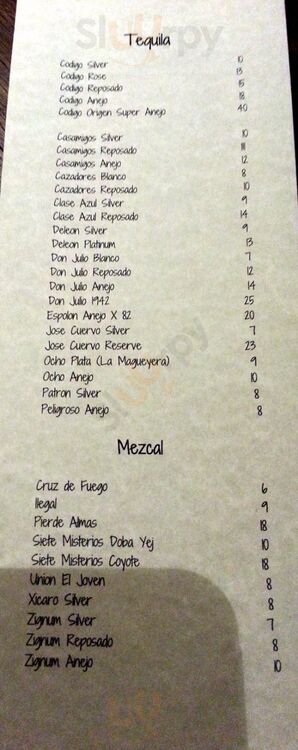 Tequila
Codigo Silver 10
Codigo Rose 13
Codigo Reposado 15
Codigo Anejo 18
Codigo Origen Super Anejo 40
Casamigos Silver 10
Casamigos Reposado 11
Casamigos Anejo 12
Cazadores Blanco 8
Cazadores Reposado 10
Clase Azul Silver 9
Clase Azul Reposado 14
Deleon Silver 9
Deleon Platinum 13
Don Julio Blanco 7
Don Julio Reposado 12
Don Julio Anejo 14
Don Julio 1942 25
Espolon Anejo X 82 20
Jose Cuervo Silver 7
Jose Cuervo Reserve 23
Ocho Plata (La Magueyera) 9
Ocho Anejo 10
Patron Silver 8
Peligroso Anejo 8
Mezcal
Cruz de Fuego 6
Ilegal 9
Pierde Almas 18
Siete Misterios Doba Yej 10
Siete Misterios Coyote 18
Union El Joven 8
Xicaro Silver 8
Zignum Silver 7
Zignum Reposado 8
Zignum Anejo 10